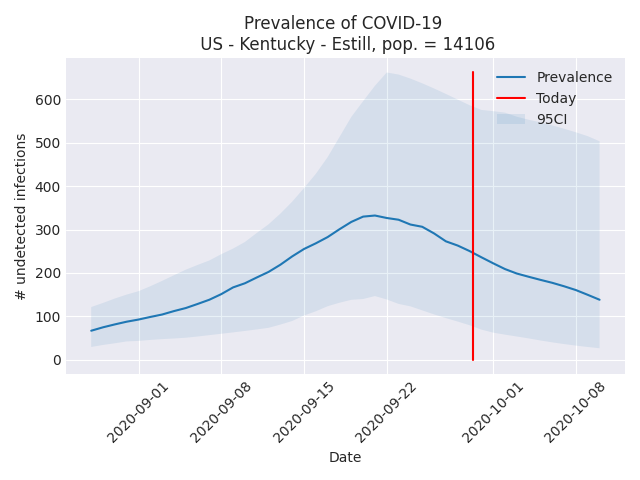 Prevalence of COVID-19
US - Kentucky - Estill, pop. = 14106
Prevalence
Today
95CI
600
500
400
300
200
100
0
# undetected infections
2020-09-01
2020-09-08
2020-09-15
2020-09-22
2020-10-01
2020-10-08
Date